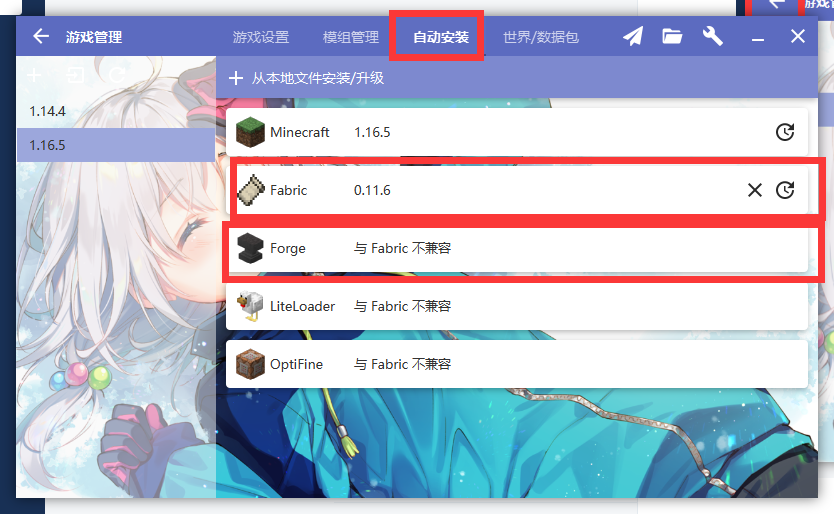 游戏管理
游戏设置
模组管理
自动安装
世界/数据包
从本地文件安装/升级
1.14.4
1.16.5
Minecraft 1.16.5
Fabric 0.11.6
Forge 与 Fabric 不兼容
LiteLoader 与 Fabric 不兼容
OptiFine 与 Fabric 不兼容